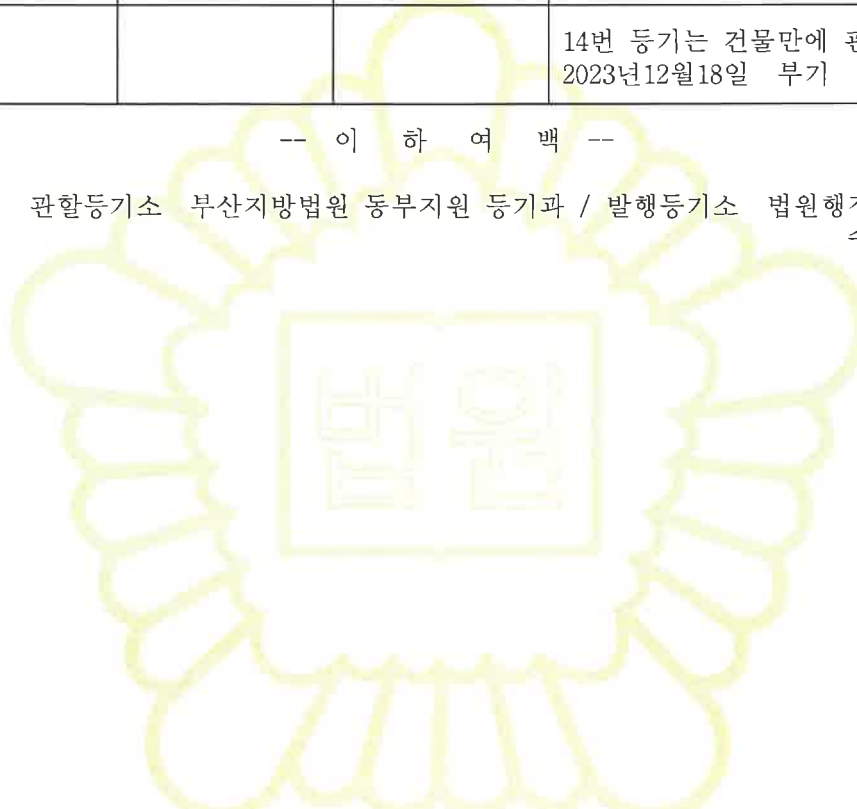 14번 등기는 건물만에 
2023년12월18일 부기
-- 이 하 여 백 --
관할등기소 부산지방법원 동부지원 등기과 / 발행등기소 법원행
법원